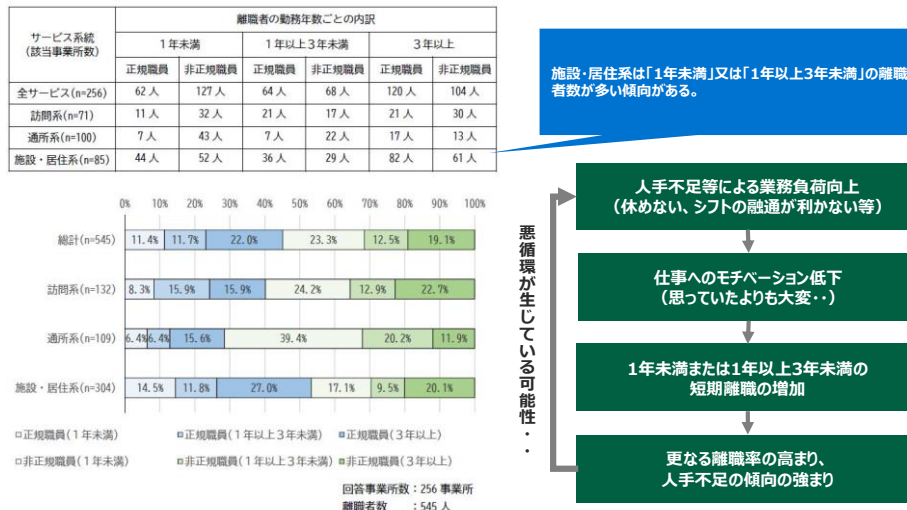 離職者の勤務年数ごとの内訳
サービス系統
(該当事業所数)
1年未満 1年以上3年未満 3年以上
正規職員 非正規職員 正規職員 非正規職員 正規職員 非正規職員
全サービス(n=256) 62人 127人 64人 68人 120人 104人
訪問系(n=71) 11人 32人 21人 17人 21人 30人
通所系(n=100) 7人 43人 7人 22人 17人 13人
施設・居住系(n=85) 44人 52人 36人 29人 82人 61人
施設・居住系は「1年未満」又は「1年以上3年未満」の離職
者数が多い傾向がある。
0% 10% 20% 30% 40% 50% 60% 70% 80% 90% 100%
総計(n=545) 11.4% 11.7% 22.0% 23.3% 12.5% 19.1%
訪問系(n=132) 8.3% 15.9% 15.9% 24.2% 12.9% 22.7%
通所系(n=109) 6.4% 6.4% 15.6% 39.4% 20.2% 11.9%
施設・居住系(n=304) 14.5% 11.8% 27.0% 17.1% 9.5% 20.1%
正規職員(1年未満) 正規職員(1年以上3年未満) 正規職員(3年以上)
非正規職員(1年未満) 非正規職員(1年以上3年未満) 非正規職員(3年以上)
回答事業所数：256事業所
離職者数　：545人
悪循環が生じている可能性・・
人手不足等による業務負荷向上
（休めない、シフトの融通が利かない等）
仕事へのモチベーション低下
（思っていたよりも大変・・）
1年未満または1年以上3年未満の
短期離職の増加
更なる離職率の高まり、
人手不足の傾向の強まり